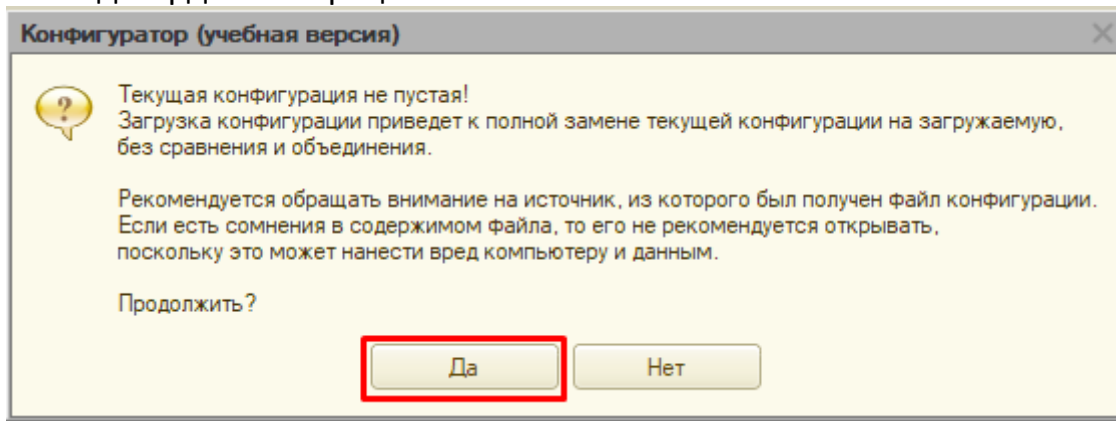 Конфигуратор (учебная версия)
Текущая конфигурация не пустая!
Загрузка конфигурации приведет к полной замене текущей конфигурации на загружаемую,
без сравнения и объединения.
Рекомендуется обращать внимание на источник, из которого был получен файл конфигурации.
Если есть сомнения в содержимом файла, то его не рекомендуется открывать,
поскольку это может нанести вред компьютеру и данным.
Продолжить?
Да
Нет